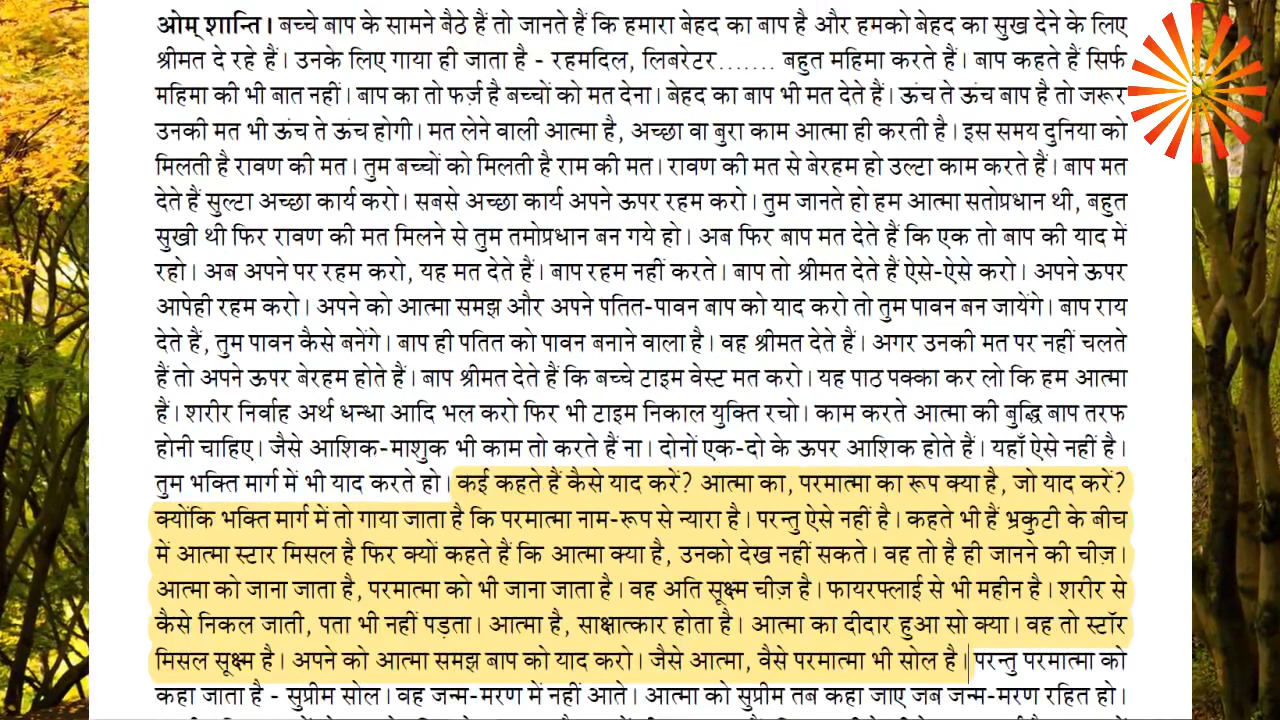 ओम् शान्ति। बच्चे बाप के सामने बैठे हैं तो जानते हैं कि हमारा बेहद का बाप है और हमको बेहद का सुख देने के लिए
श्रीमत दे रहे हैं। उनके लिए गाया ही जाता है - रहमदिल, लिबरेटर....... बहुत महिमा करते हैं। बाप कहते हैं सिर्फ
महिमा की भी बात नहीं। बाप का तो फर्ज़ है बच्चों को मत देना। बेहद का बाप भी मत देते हैं। ऊंच ते ऊंच बाप है तो जरूर
उनकी मत भी ऊंच ते ऊंच होगी। मत लेने वाली आत्मा है, अच्छा वा बुरा काम आत्मा ही करती है। इस समय दुनिया को
मिलती है रावण की मत। तुम बच्चों को मिलती है राम की मत। रावण की मत से बेरहम हो उल्टा काम करते हैं। बाप मत
देते हैं सुल्टा अच्छा कार्य करो। सबसे अच्छा कार्य अपने ऊपर रहम करो। तुम जानते हो हम आत्मा सतोप्रधान थी, बहुत
सुखी थी फिर रावण की मत मिलने से तुम तमोप्रधान बन गये हो। अब फिर बाप मत देते हैं कि एक तो बाप की याद में
रहो। अब अपने पर रहम करो, यह मत देते हैं। बाप रहम नहीं करते। बाप तो श्रीमत देते हैं ऐसे-ऐसे करो। अपने ऊपर
आपेही रहम करो। अपने को आत्मा समझ और अपने पतित-पावन बाप को याद करो तो तुम पावन बन जायेंगे। बाप राय
देते हैं, तुम पावन कैसे बनेंगे। बाप ही पतित को पावन बनाने वाला है। वह श्रीमत देते हैं। अगर उनकी मत पर नहीं चलते
हैं तो अपने ऊपर बेरहम होते हैं। बाप श्रीमत देते हैं कि बच्चे टाइम वेस्ट मत करो। यह पाठ पक्का कर लो कि हम आत्मा
हैं। शरीर निर्वाह अर्थ धन्धा आदि भल करो फिर भी टाइम निकाल युक्ति रचो। काम करते आत्मा की बुद्धि बाप तरफ
होनी चाहिए। जैसे आशिक-माशुक भी काम तो करते हैं ना। दोनों एक-दो के ऊपर आशिक होते हैं। यहाँ ऐसे नहीं है।
तुम भक्ति मार्ग में भी याद करते हो। कई कहते हैं कैसे याद करें? आत्मा का, परमात्मा का रूप क्या है, जो याद करें?
क्योंकि भक्ति मार्ग में तो गाया जाता है कि परमात्मा नाम-रूप से न्यारा है। परन्तु ऐसे नहीं है। कहते भी हैं भ्रकुटी के बीच
में आत्मा स्टार मिसल है फिर क्यों कहते हैं कि आत्मा क्या है, उनको देख नहीं सकते। वह तो है ही जानने की चीज़।
आत्मा को जाना जाता है, परमात्मा को भी जाना जाता है। वह अति सूक्ष्म चीज़ है। फायरफ्लाई से भी महीन है। शरीर से
कैसे निकल जाती, पता भी नहीं पड़ता। आत्मा है, साक्षात्कार होता है। आत्मा का दीदार हुआ सो क्या। वह तो स्टॉर
मिसल सूक्ष्म है। अपने को आत्मा समझ बाप को याद करो। जैसे आत्मा, वैसे परमात्मा भी सोल है। परन्तु परमात्मा को
कहा जाता है - सुप्रीम सोल। वह जन्म-मरण में नहीं आते। आत्मा को सुप्रीम तब कहा जाए जब जन्म-मरण रहित हो।